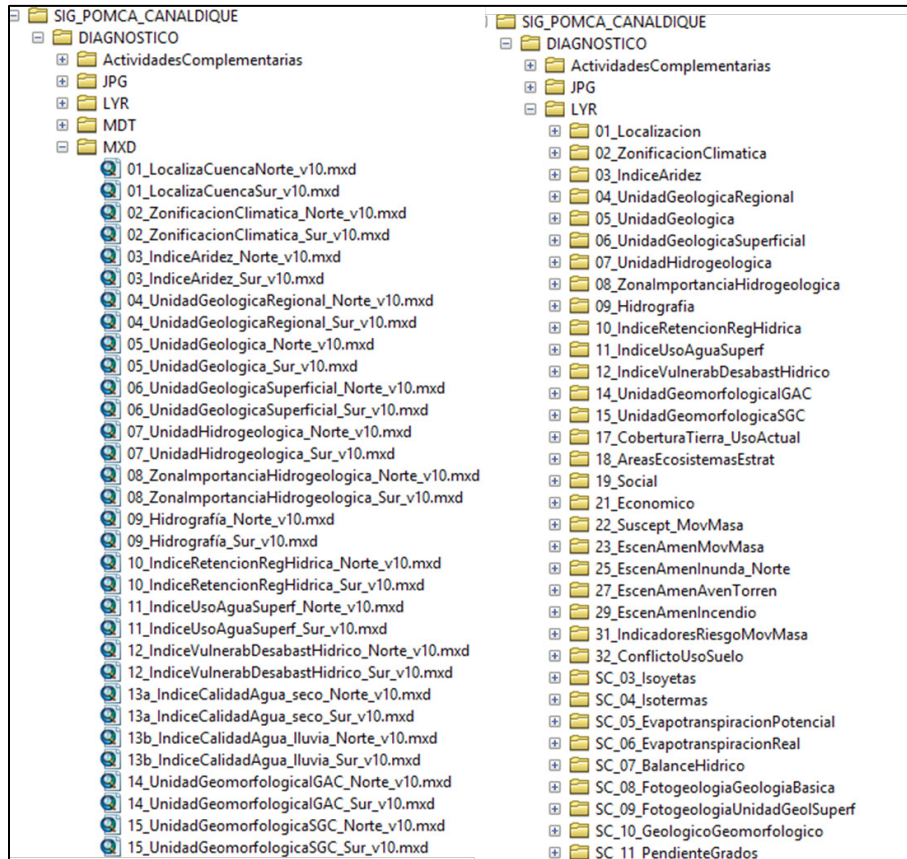 SIG_POMCA_CANALDIQUE
DIAGNOSTICO
ActividadesComplementarias
JPG
LYR
MDT
MXD
01_LocalizaCuencaNorte_v10.mxd
01_LocalizaCuencaSur_v10.mxd
02_ZonificacionClimatica_Norte_v10.mxd
02_ZonificacionClimatica_Sur_v10.mxd
03_IndiceAridez_Norte_v10.mxd
03_IndiceAridez_Sur_v10.mxd
04_UnidadGeologicaRegional_Norte_v10.mxd
04_UnidadGeologicaRegional_Sur_v10.mxd
05_UnidadGeologica_Norte_v10.mxd
05_UnidadGeologica_Sur_v10.mxd
06_UnidadGeologicaSuperficial_Norte_v10.mxd
06_UnidadGeologicaSuperficial_Sur_v10.mxd
07_UnidadHidrogeologica_Norte_v10.mxd
07_UnidadHidrogeologica_Sur_v10.mxd
08_ZonaImportanciaHidrogeologica_Norte_v10.mxd
08_ZonaImportanciaHidrogeologica_Sur_v10.mxd
09_Hidrografía_Norte_v10.mxd
09_Hidrografía_Sur_v10.mxd
10_IndiceRetencionRegHidrica_Norte_v10.mxd
10_IndiceRetencionRegHidrica_Sur_v10.mxd
11_IndiceUsoAguaSuperf_Norte_v10.mxd
11_IndiceUsoAguaSuperf_Sur_v10.mxd
12_IndiceVulnerabDesabastHidrico_Norte_v10.mxd
12_IndiceVulnerabDesabastHidrico_Sur_v10.mxd
13a_IndiceCalidadAgua_seco_Norte_v10.mxd
13a_IndiceCalidadAgua_seco_Sur_v10.mxd
13b_IndiceCalidadAgua_lluvia_Norte_v10.mxd
13b_IndiceCalidadAgua_lluvia_Sur_v10.mxd
14_UnidadGeomorfologicaIGAC_Norte_v10.mxd
14_UnidadGeomorfologicaIGAC_Sur_v10.mxd
15_UnidadGeomorfologicaSGC_Norte_v10.mxd
15_UnidadGeomorfologicaSGC_Sur_v10.mxd
SIG_POMCA_CANALDIQUE
DIAGNOSTICO
ActividadesComplementarias
JPG
LYR
01_Localizacion
02_ZonificacionClimatica
03_IndiceAridez
04_UnidadGeologicaRegional
05_UnidadGeologica
06_UnidadGeologicaSuperficial
07_UnidadHidrogeologica
08_ZonaImportanciaHidrogeologica
09_Hidrografia
10_IndiceRetencionRegHidrica
11_IndiceUsoAguaSuperf
12_IndiceVulnerabDesabastHidrico
14_UnidadGeomorfologicaIGAC
15_UnidadGeomorfologicaSGC
17_CoberturaTierra_UsoActual
18_AreasEcosistemasEstrat
19_Social
21_Economico
22_Suscept_MovMasa
23_EscenAmenMovMasa
25_EscenAmenInunda_Norte
27_EscenAmenAvenTorren
29_EscenAmenIncendio
31_IndicadoresRiesgoMovMasa
32_ConflictoUsoSuelo
SC_03_Isoyetas
SC_04_Isotermas
SC_05_EvapotranspiracionPotencial
SC_06_EvapotranspiracionReal
SC_07_BalanceHidrico
SC_08_FotogeologiaGeologiaBasica
SC_09_FotogeologiaUnidadGeolSuperf
SC_10_GeologicoGeomorfologico
SC_11_PendienteGrados